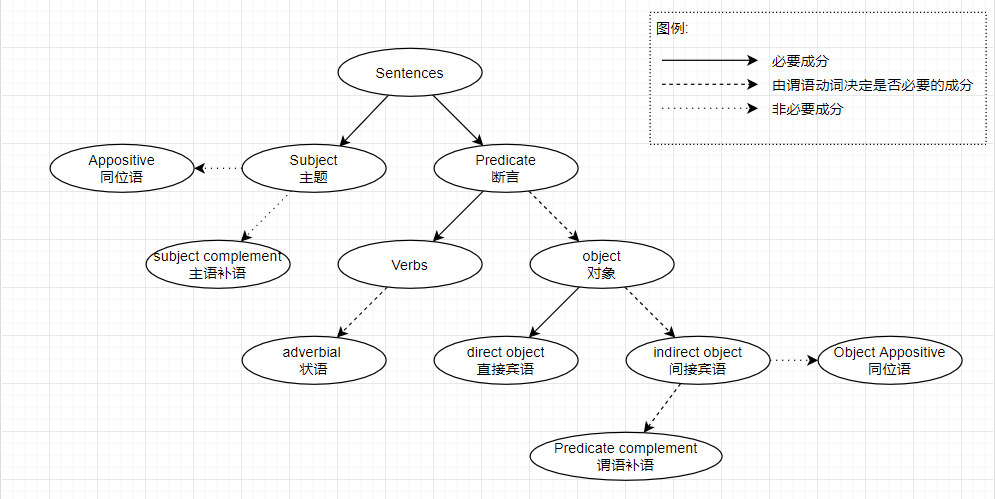 图例:
必要成分
由谓语动词决定是否必要的成分
非必要成分
Sentences
Appositive
同位语
Subject
主题
Predicate
断言
subject complement
主语补语
Verbs
object
对象
adverbial
状语
direct object
直接宾语
indirect object
间接宾语
Object Appositive
同位语
Predicate complement
谓语补语